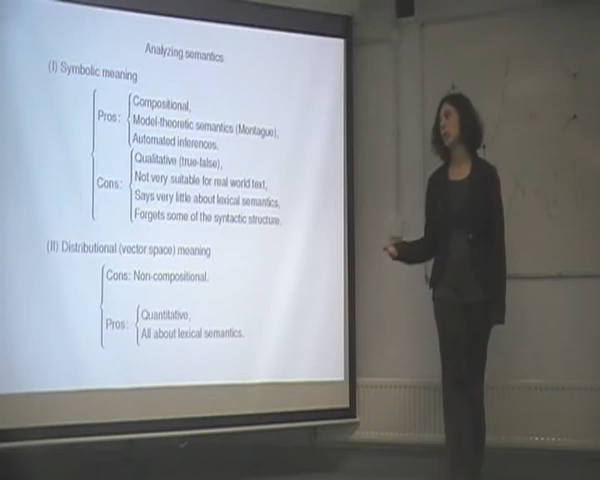 Analyzing semantics
(I) Symbolic meaning
Pros: Compositional,
Model-theoretic semantics (Montague),
Automated inferences.
Cons: Qualitative (true-false),
Not very suitable for real world text,
Says very little about lexical semantics,
Forgets some of the syntactic structure.
(II) Distributional (vector space) meaning
Cons: Non-compositional.
Pros: Quantitative,
All about lexical semantics.